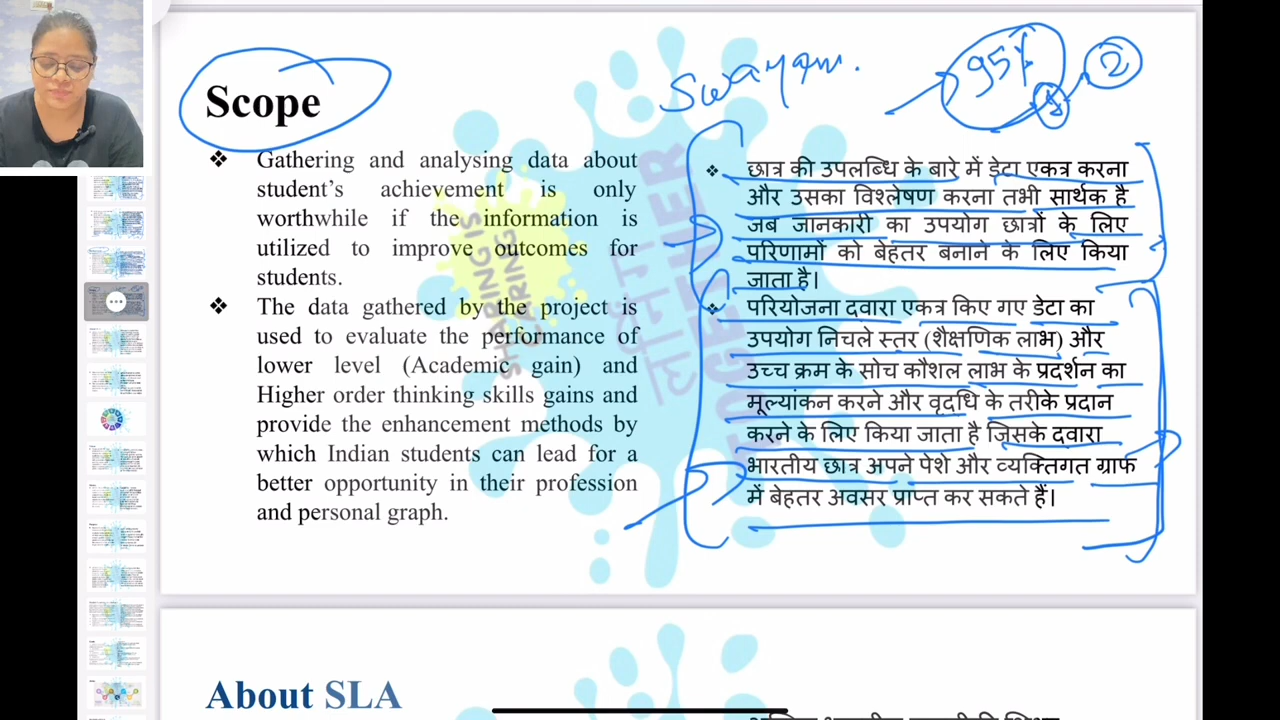 Scope
Swayam.
95%
2
Gathering and analysing data about
student's achievement is only
worthwhile if the information is
utilized to improve outcomes for
students.
The data gathered by the project is
used to evaluate the performance of
lower level (Academic gain) and
Higher order thinking skills gains and
provide the enhancement methods by
which Indian students can lead for a
better opportunity in their profession
and personal graph.
छात्र की उपलब्धि के बारे में डेटा एकत्र करना
और उसका विश्लेषण करना तभी सार्थक है
जब जानकारी का उपयोग छात्रों के लिए
परिणामों को बेहतर बनाने के लिए किया
जाता है।
परियोजना दवारा एकत्र किए गए डेटा का
उपयोग निचले स्तर (शैक्षणिक लाभ) और
उच्च क्रम के सोच कौशल लाभ के प्रदर्शन का
मूल्यांकन करने और वृदधि के तरीके प्रदान
करने के लिए किया जाता है जिसके दवारा
भारतीय छात्र अपने पेशे और व्यक्तिगत ग्राफ
में बेहतर अवसर प्राप्त कर सकते हैं।
About SLA